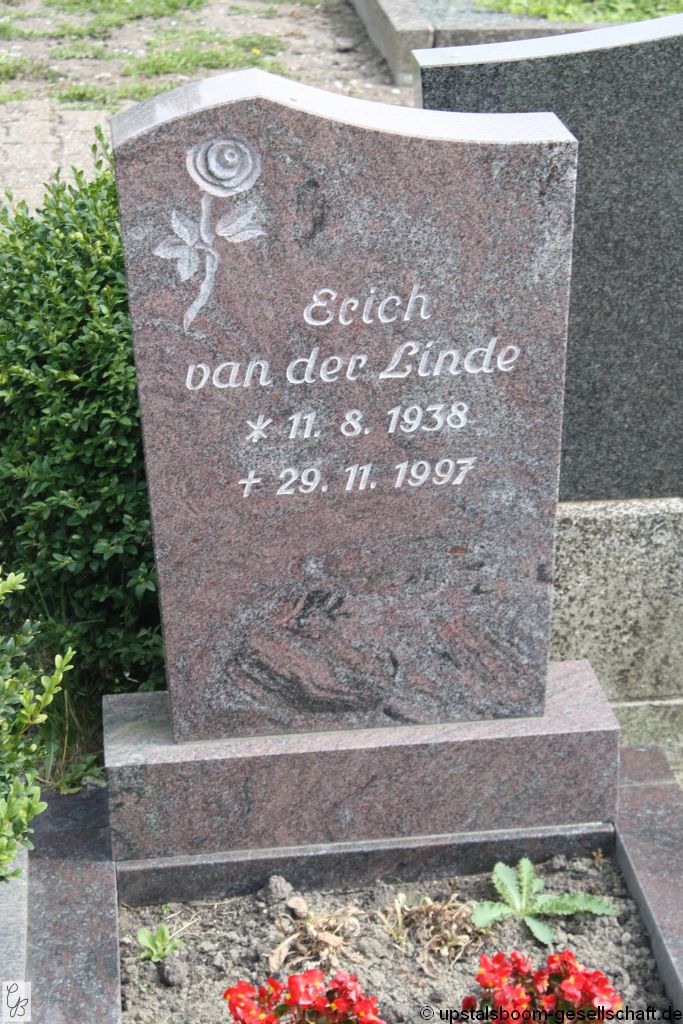 Erich
van der Linde
* 11. 8. 1938
+ 29. 11. 1997
© upstalsboom-gesellschaft.de